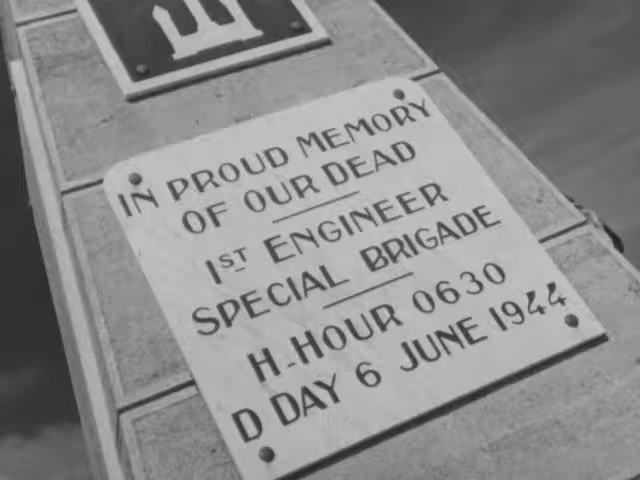 IN PROUD MEMORY
OF OUR DEAD
1ST ENGINEER
SPECIAL BRIGADE
H-HOUR 0630
D DAY 6 JUNE 1944